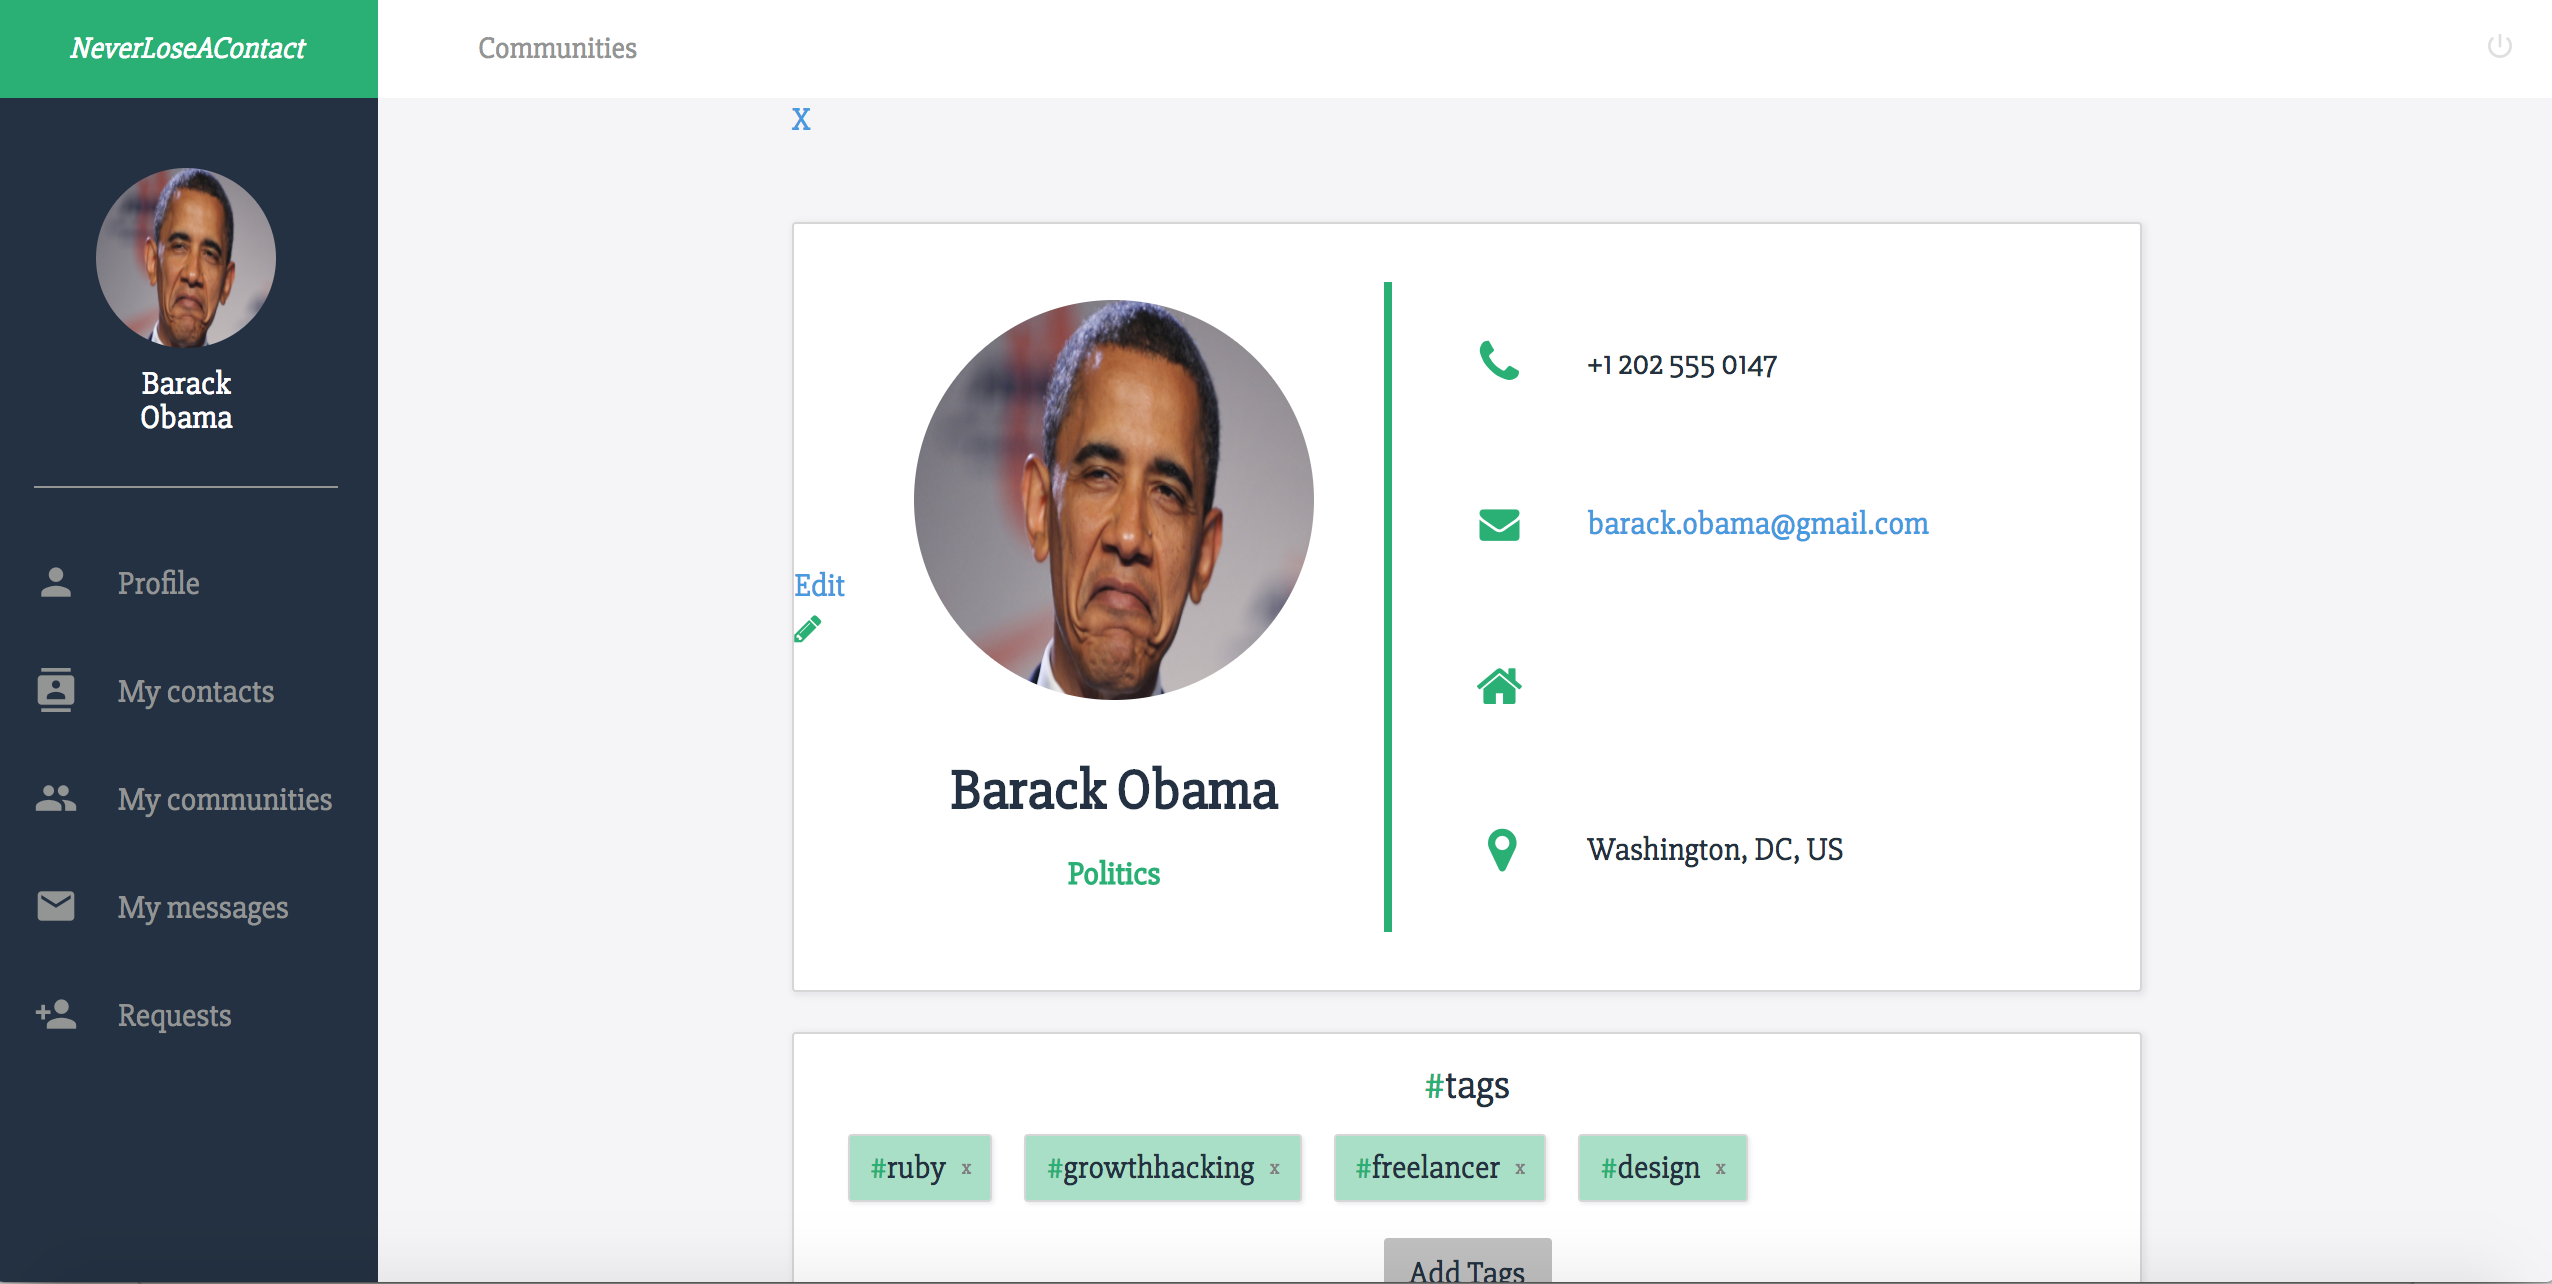 NeverLoseAContact
Communities
X
Barack
Obama
Profile
My contacts
My communities
My messages
Requests
Edit
Barack Obama
Politics
+1 202 555 0147
barack.obama@gmail.com
Washington, DC, US
#tags
#ruby x #growthhacking x #freelancer x #design x
Add Tags